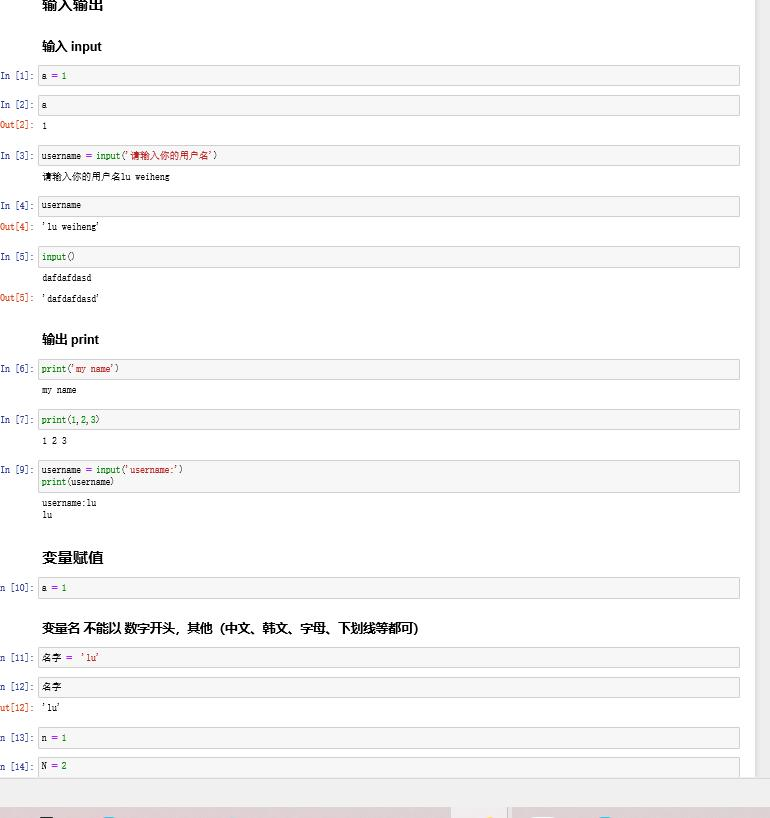 输入输出
输入 input
In [1]: a = 1
In [2]: a
Out[2]: 1
In [3]: username = input('请输入你的用户名')
请输入你的用户名lu weiheng
In [4]: username
Out[4]: 'lu weiheng'
In [5]: input()
dafdafdasd
Out[5]: 'dafdafdasd'
输出 print
In [6]: print('my name')
my name
In [7]: print(1,2,3)
1 2 3
In [9]: username = input('username:')
print(username)
username:lu
lu
变量赋值
n [10]: a = 1
变量名 不能以 数字开头，其他（中文、韩文、字母、下划线等都可）
n [11]: 名字 = 'lu'
n [12]: 名字
ut[12]: 'lu'
n [13]: n = 1
n [14]: N = 2